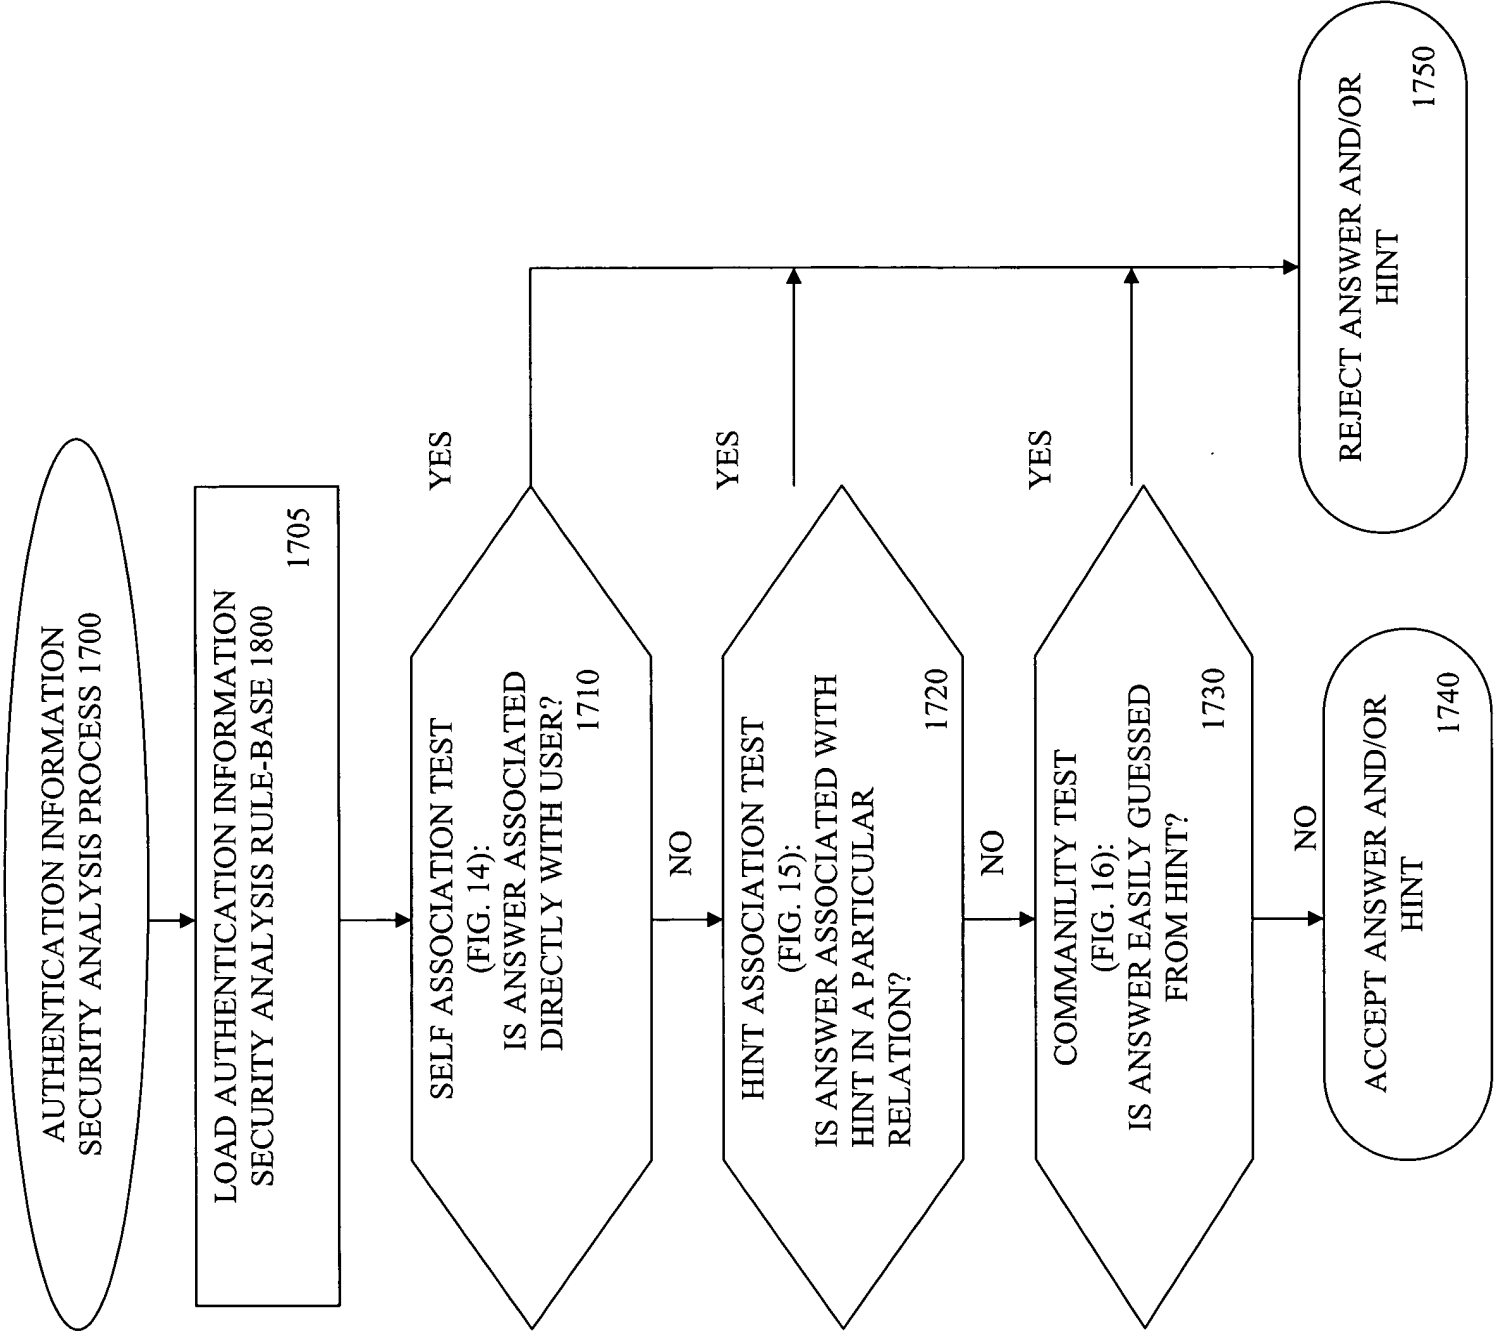 AUTHENTICATION INFORMATION
SECURITY ANALYSIS PROCESS 1700
LOAD AUTHENTICATION INFORMATION
SECURITY ANALYSIS RULE-BASE 1800
1705
SELF ASSOCIATION TEST
(FIG. 14):
IS ANSWER ASSOCIATED
DIRECTLY WITH USER?
1710
YES
NO
HINT ASSOCIATION TEST
(FIG. 15):
IS ANSWER ASSOCIATED WITH
HINT IN A PARTICULAR
RELATION?
1720
YES
NO
COMMANILITY TEST
(FIG. 16):
IS ANSWER EASILY GUESSED
FROM HINT?
1730
YES
NO
ACCEPT ANSWER AND/OR
HINT
1740
REJECT ANSWER AND/OR
HINT
1750